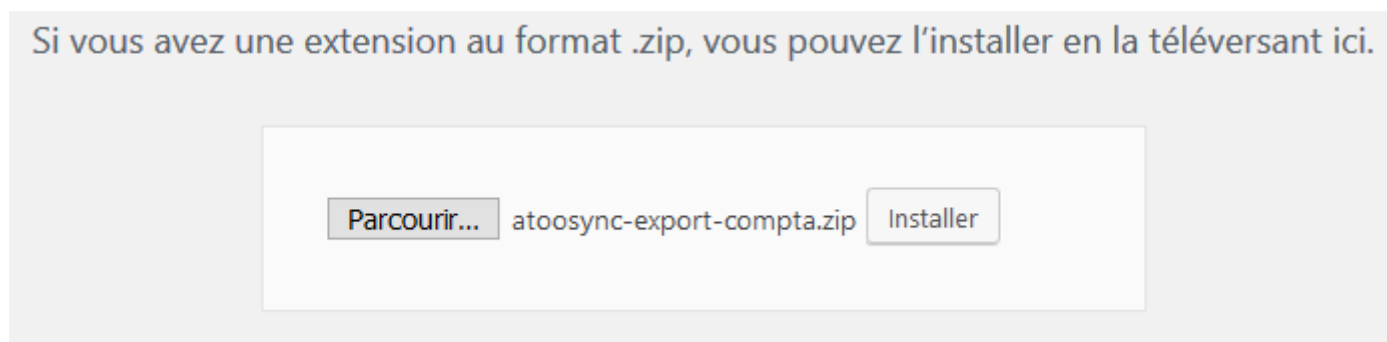 Si vous avez une extension au format .zip, vous pouvez l’installer en la téléversant ici.
Parcourir... atoosync-export-compta.zip Installer